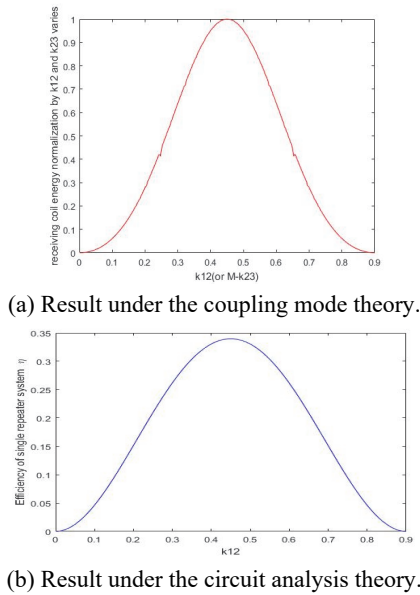 receiving coil energy normalization by k12 and k23 varies
1
0.9
0.8
0.7
0.6
0.5
0.4
0.3
0.2
0.1
0
0 0.1 0.2 0.3 0.4 0.5 0.6 0.7 0.8 0.9
k12(or M-k23)
(a) Result under the coupling mode theory.
Efficiency of single repeater system η
0.35
0.3
0.25
0.2
0.15
0.1
0.05
0
0 0.1 0.2 0.3 0.4 0.5 0.6 0.7 0.8 0.9
k12
(b) Result under the circuit analysis theory.